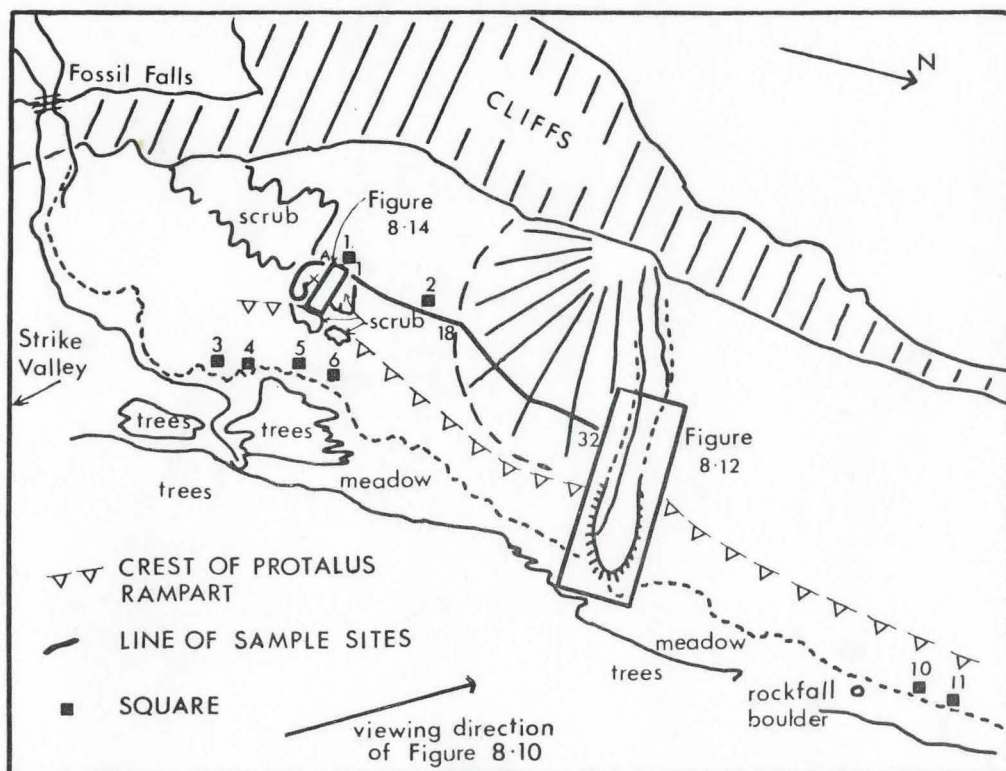 Fossil Falls
N
CLIFFS
scrub
Figure
8·14
A
1
1
2
18
scrub
Strike
Valley
3
4
5
6
32
Figure
8·12
trees
trees
trees
meadow
CREST OF PROTALUS
RAMPART
LINE OF SAMPLE SITES
SQUARE
viewing direction
of Figure 8·10
meadow
trees
rockfall
boulder
10
11